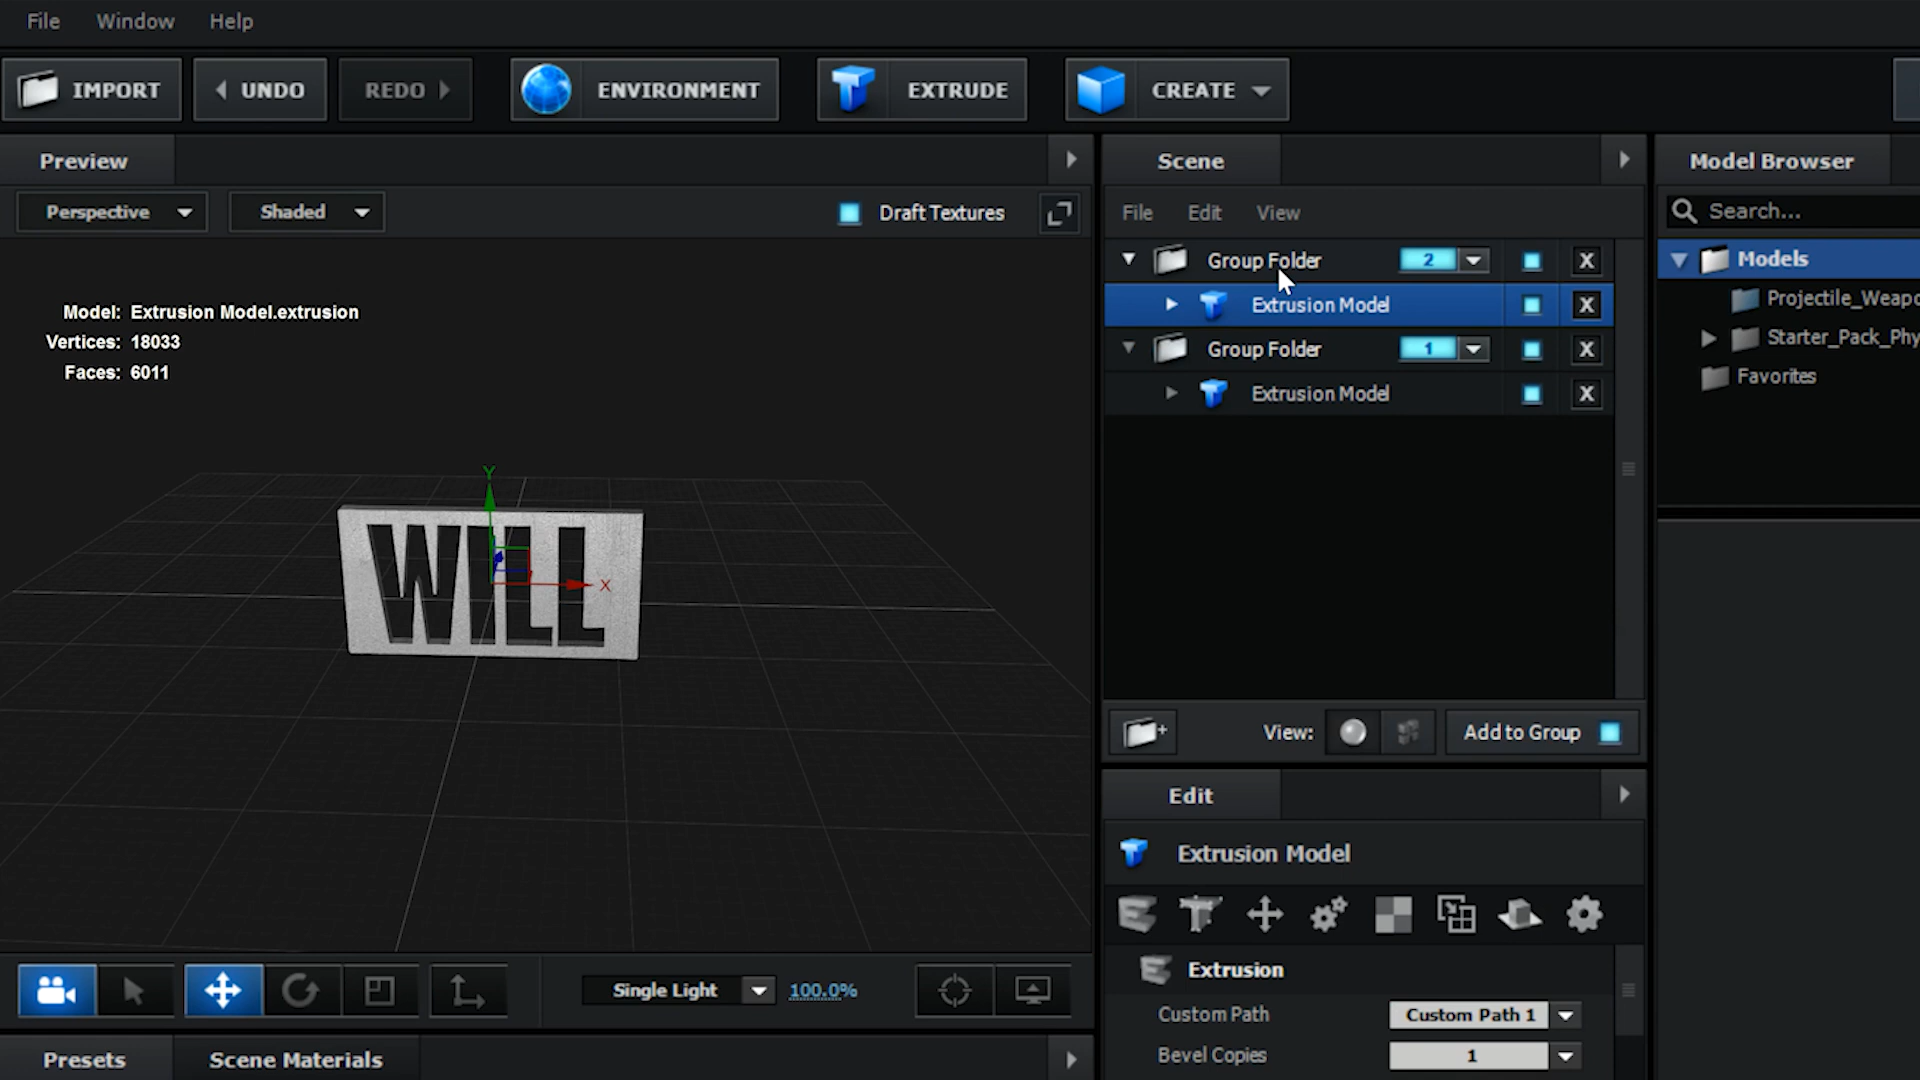 File Window Help
IMPORT UNDO REDO ENVIRONMENT EXTRUDE CREATE
Preview
Perspective Shaded Draft Textures
Model: Extrusion Model.extrusion
Vertices: 18033
Faces: 6011
Y
WILL
X
Single Light 100.0%
Presets Scene Materials
Scene
File Edit View
Group Folder 2 X
Extrusion Model X
Group Folder 1 X
Extrusion Model X
View: Add to Group
Edit
Extrusion Model
Extrusion
Custom Path Custom Path 1
Bevel Copies 1
Model Browser
Search...
Models
Projectile_Weapo
Starter_Pack_Phy
Favorites